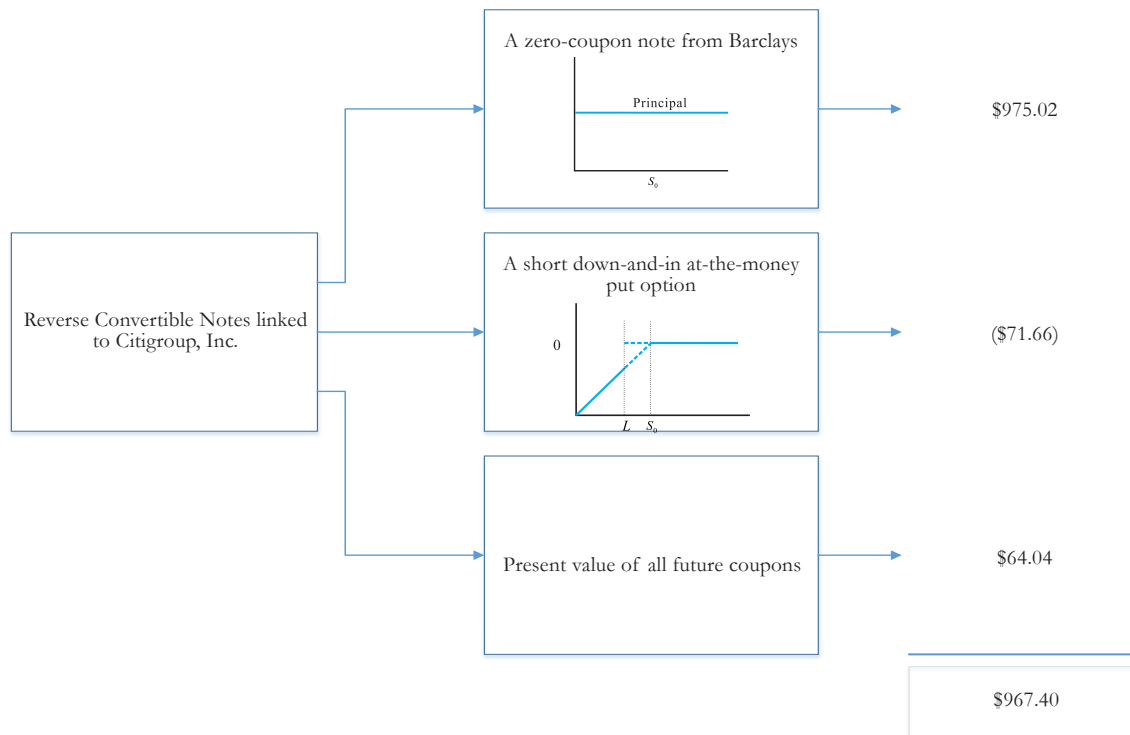 A zero-coupon note from Barclays
Principal
S₀
$975.02
Reverse Convertible Notes linked
to Citigroup, Inc.
A short down-and-in at-the-money
put option
0
L S₀
($71.66)
Present value of all future coupons
$64.04
$967.40